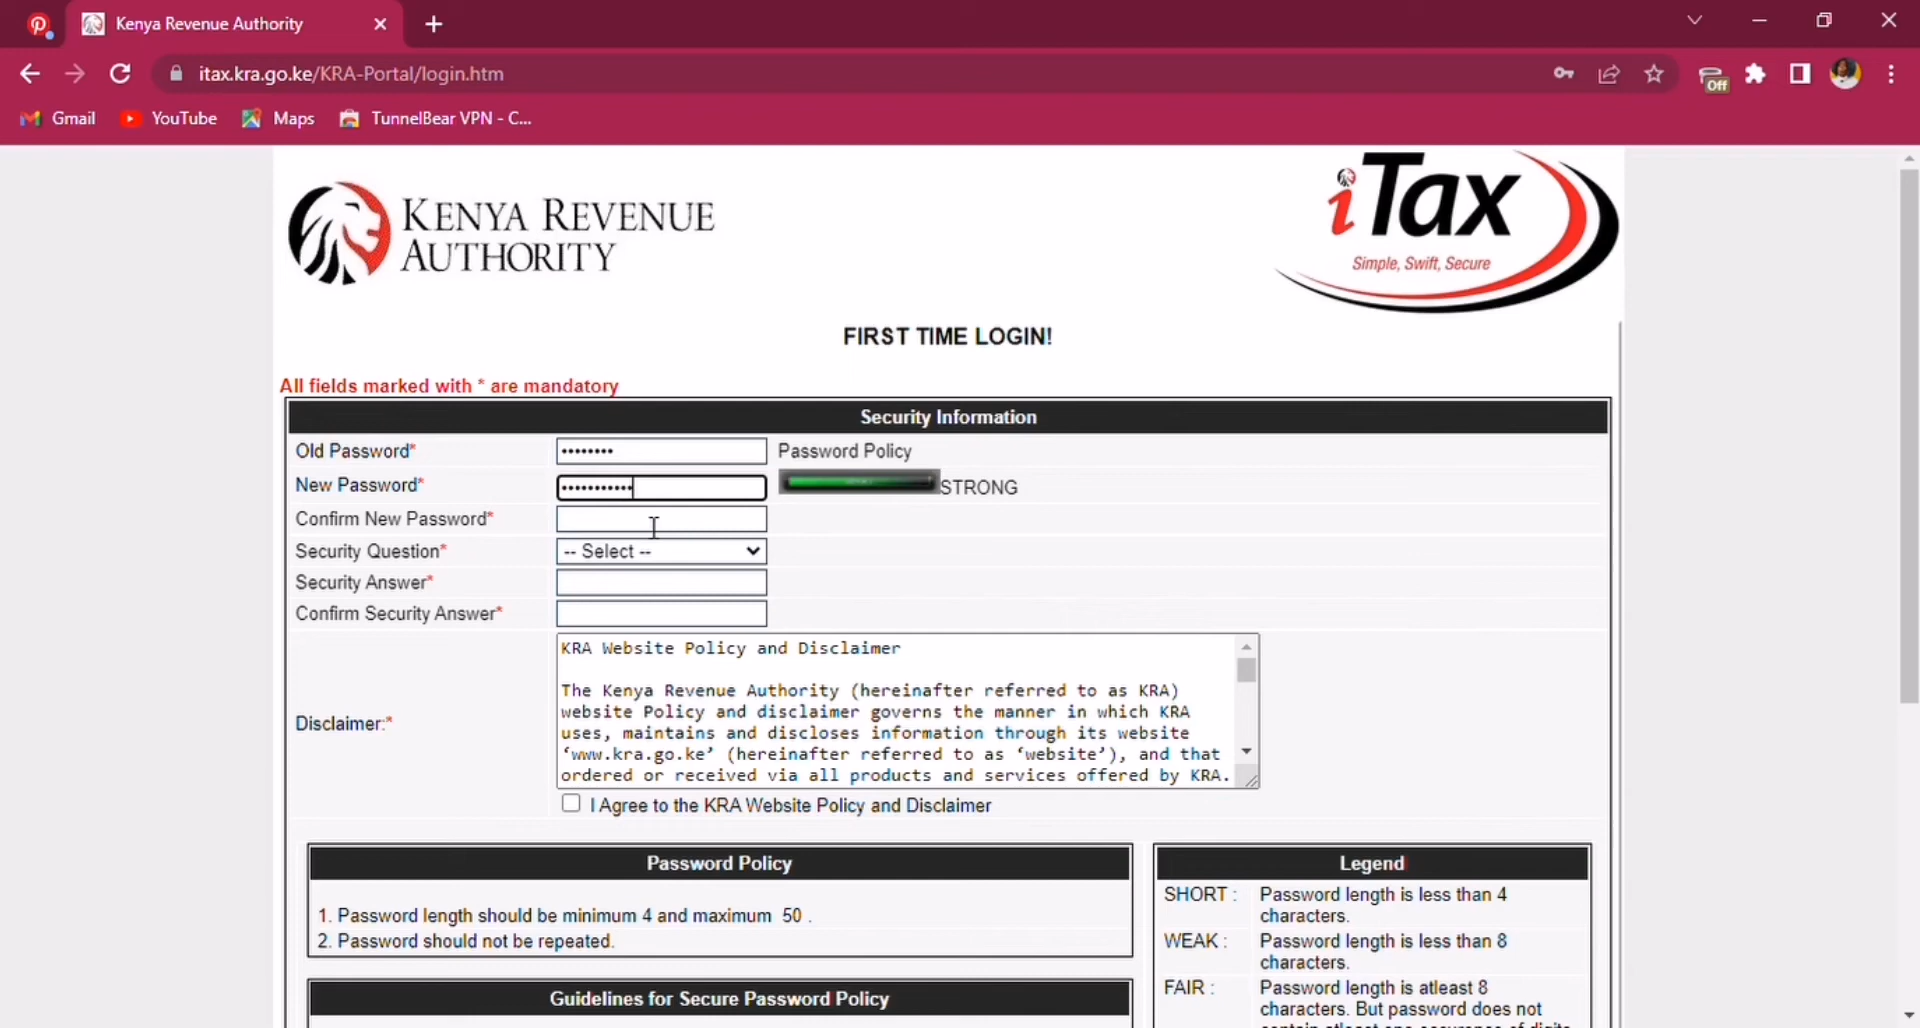 Kenya Revenue Authority
itax.kra.go.ke/KRA-Portal/login.htm
Off
Gmail
YouTube
Maps
TunnelBear VPN - C...
KENYA REVENUE
AUTHORITY
iTax
Simple, Swift, Secure
FIRST TIME LOGIN!
All fields marked with * are mandatory
Security Information
Old Password*
••••••••
Password Policy
New Password*
•••••••••••
STRONG
Confirm New Password*
Security Question*
-- Select --
Security Answer*
Confirm Security Answer*
Disclaimer:*
KRA Website Policy and Disclaimer
The Kenya Revenue Authority (hereinafter referred to as KRA)
website Policy and disclaimer governs the manner in which KRA
uses, maintains and discloses information through its website
‘www.kra.go.ke’ (hereinafter referred to as ‘website’), and that
ordered or received via all products and services offered by KRA.
I Agree to the KRA Website Policy and Disclaimer
Password Policy
1. Password length should be minimum 4 and maximum 50 .
2. Password should not be repeated.
Guidelines for Secure Password Policy
Legend
SHORT : Password length is less than 4
characters.
WEAK : Password length is less than 8
characters.
FAIR : Password length is atleast 8
characters. But password does not